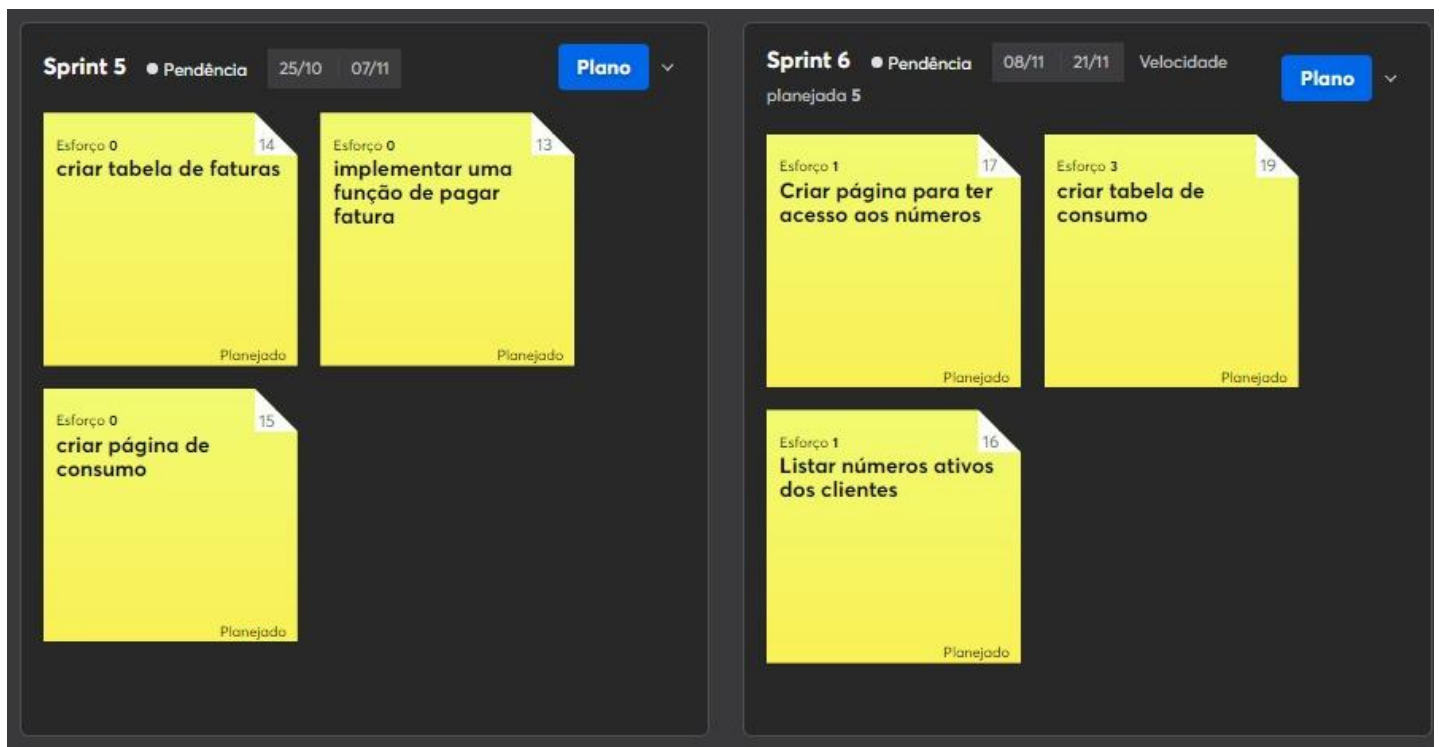 Sprint 5 Pendência 25/10 07/11 Plano
Esforço 0 14
criar tabela de faturas
Planejado
Esforço 0 13
implementar uma
função de pagar
fatura
Planejado
Esforço 0 15
criar página de
consumo
Planejado
Sprint 6 Pendência 08/11 21/11 Velocidade
planejada 5
Plano
Esforço 1 17
Criar página para ter
acesso aos números
Planejado
Esforço 3 19
criar tabela de
consumo
Planejado
Esforço 1 16
Listar números ativos
dos clientes
Planejado